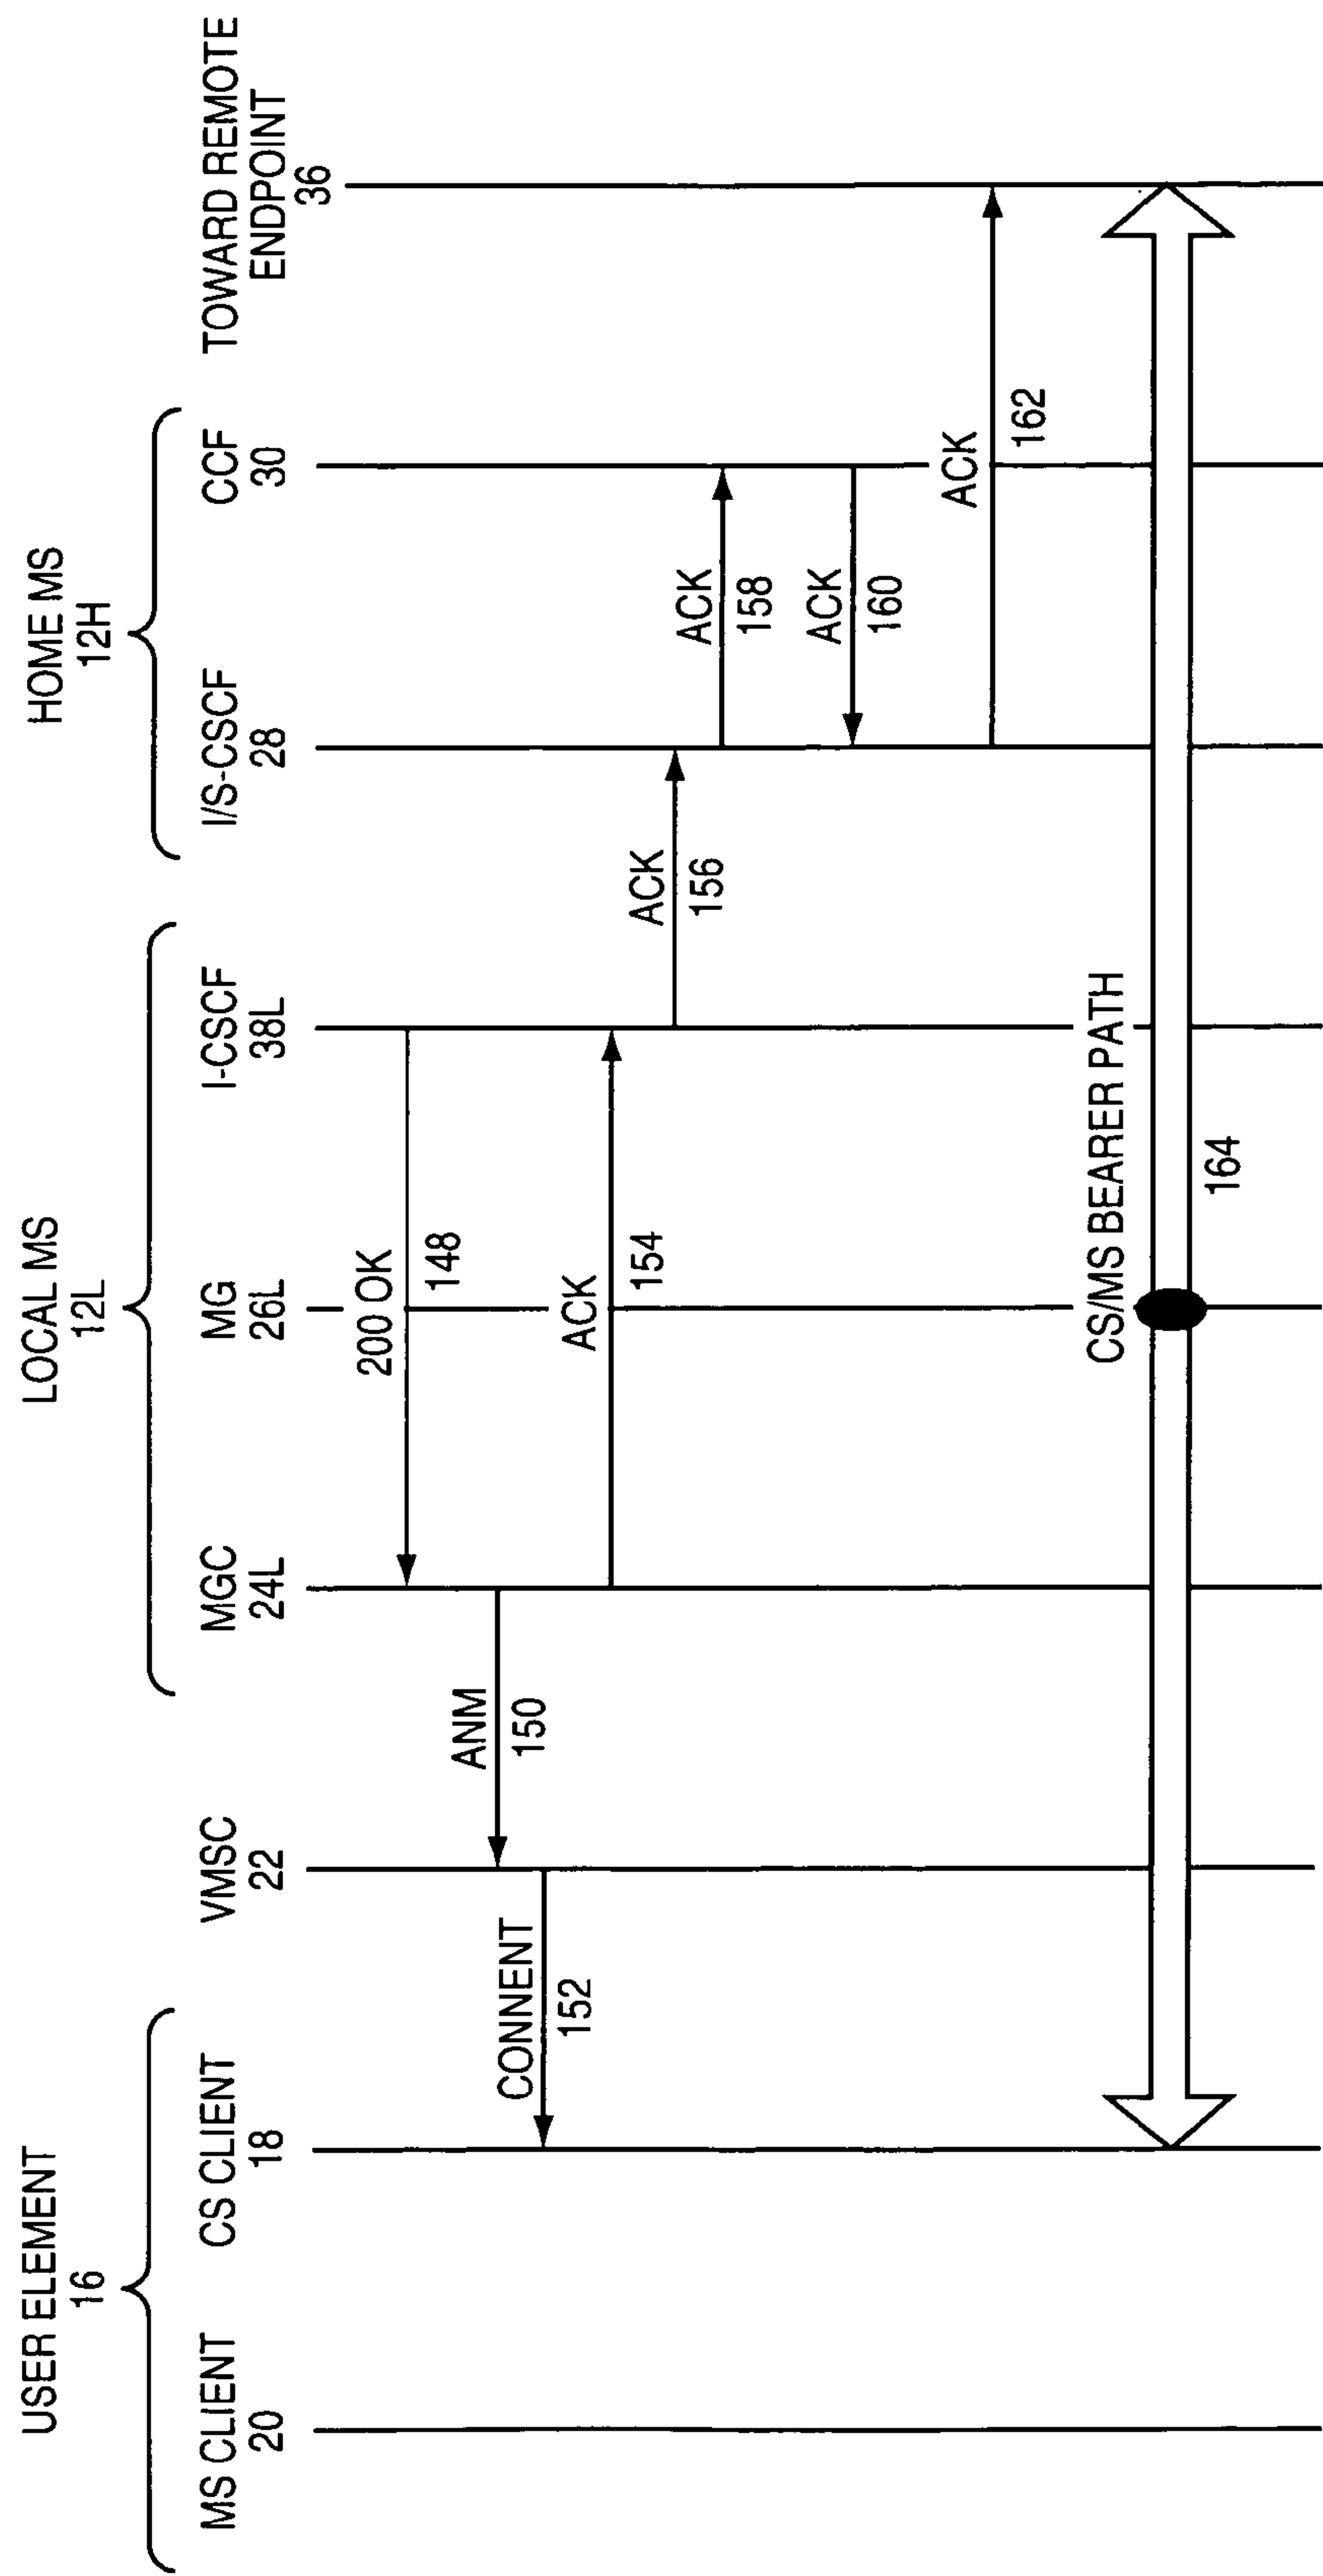 USER ELEMENT
16
LOCAL MS
12L
HOME MS
12H
MS CLIENT
20
CS CLIENT
18
VMSC
22
MGC
24L
MG
26L
I-CSCF
38L
I/S-CSCF
28
CCF
30
TOWARD REMOTE
ENDPOINT
36
200 OK
148
ANM
150
CONNENT
152
ACK
154
ACK
156
ACK
158
ACK
160
ACK
162
CS/MS BEARER PATH
164